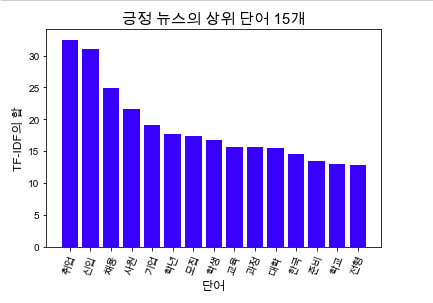 긍정 뉴스의 상위 단어 15개
TF-IDF의 합
30
25
20
15
10
5
0
취업
신입
채용
사원
기업
학년
모집
학생
교육
과정
대학
한국
준비
학교
전형
단어